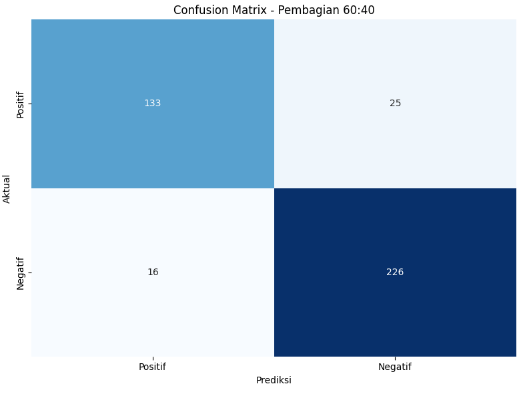 Confusion Matrix - Pembagian 60:40
Aktual
Positif
133
25
Negatif
16
226
Positif
Negatif
Prediksi